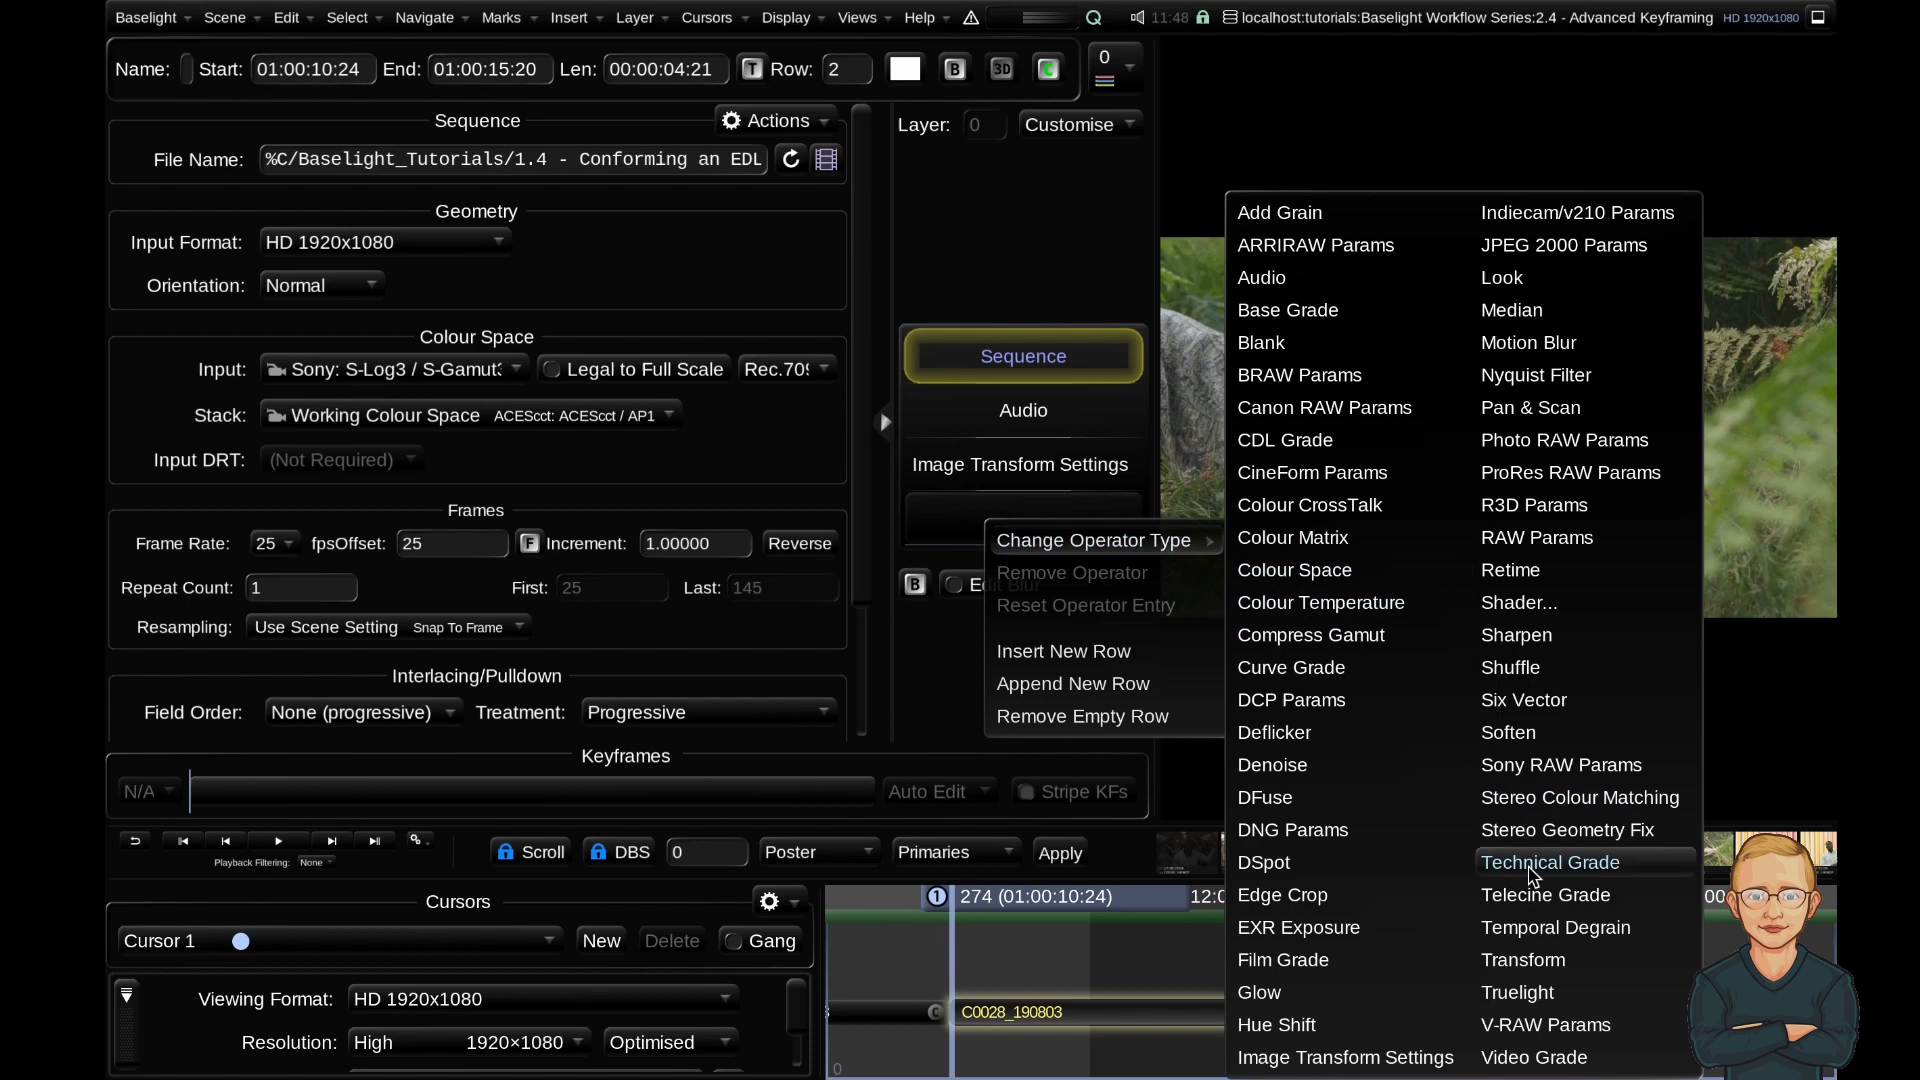 Baselight Scene Edit Select Navigate Marks Insert Layer Cursors Display Views Help 11:48 localhost:tutorials:Baselight Workflow Series:2.4 - Advanced Keyframing HD 1920x1080
Name: Start: 01:00:10:24 End: 01:00:15:20 Len: 00:00:04:21 T Row: 2 B 3D C 0
Sequence Actions
File Name: %C/Baselight_Tutorials/1.4 - Conforming an EDL
Geometry
Input Format: HD 1920x1080
Orientation: Normal
Colour Space
Input: Sony: S-Log3 / S-Gamut3 Legal to Full Scale Rec.709
Stack: Working Colour Space ACEScct: ACEScct / AP1
Input DRT: (Not Required)
Frames
Frame Rate: 25 fpsOffset: 25 F Increment: 1.00000 Reverse
Repeat Count: 1 First: 25 Last: 145
Resampling: Use Scene Setting Snap To Frame
Interlacing/Pulldown
Field Order: None (progressive) Treatment: Progressive
Layer: 0 Customise
Sequence
Audio
Image Transform Settings
B Edit Blur
Change Operator Type
Remove Operator
Reset Operator Entry
Insert New Row
Append New Row
Remove Empty Row
Add Grain
ARRIRAW Params
Audio
Base Grade
Blank
BRAW Params
Canon RAW Params
CDL Grade
CineForm Params
Colour CrossTalk
Colour Matrix
Colour Space
Colour Temperature
Compress Gamut
Curve Grade
DCP Params
Deflicker
Denoise
DFuse
DNG Params
DSpot
Edge Crop
EXR Exposure
Film Grade
Glow
Hue Shift
Image Transform Settings
Indiecam/v210 Params
JPEG 2000 Params
Look
Median
Motion Blur
Nyquist Filter
Pan & Scan
Photo RAW Params
ProRes RAW Params
R3D Params
RAW Params
Retime
Shader...
Sharpen
Shuffle
Six Vector
Soften
Sony RAW Params
Stereo Colour Matching
Stereo Geometry Fix
Technical Grade
Telecine Grade
Temporal Degrain
Transform
Truelight
V-RAW Params
Video Grade
Keyframes
N/A Auto Edit Stripe KFs
Playback Filtering: None
Scroll DBS 0 Poster Primaries Apply
Cursors
Cursor 1 New Delete Gang
Viewing Format: HD 1920x1080
Resolution: High 1920×1080 Optimised
1 274 (01:00:10:24) 12:0 00
C C0028_190803
0